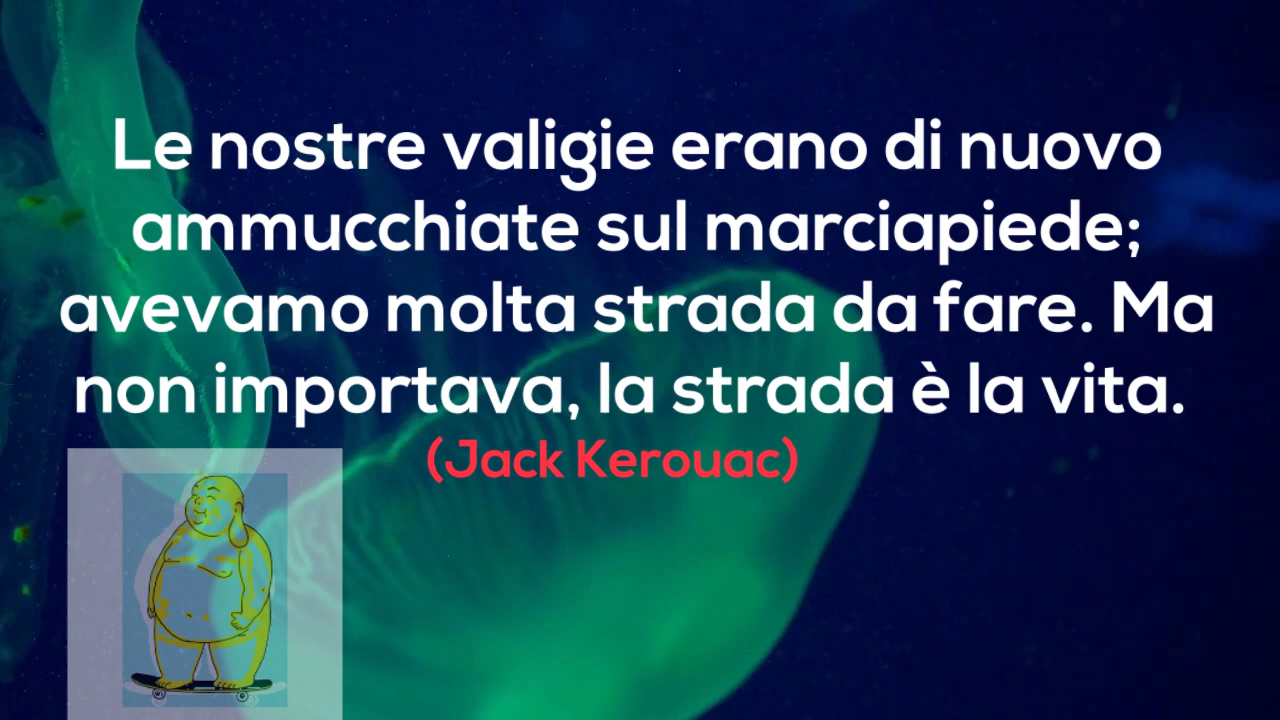 Le nostre valigie erano di nuovo
ammucchiate sul marciapiede;
avevamo molta strada da fare. Ma
non importava, la strada è la vita.
(Jack Kerouac)